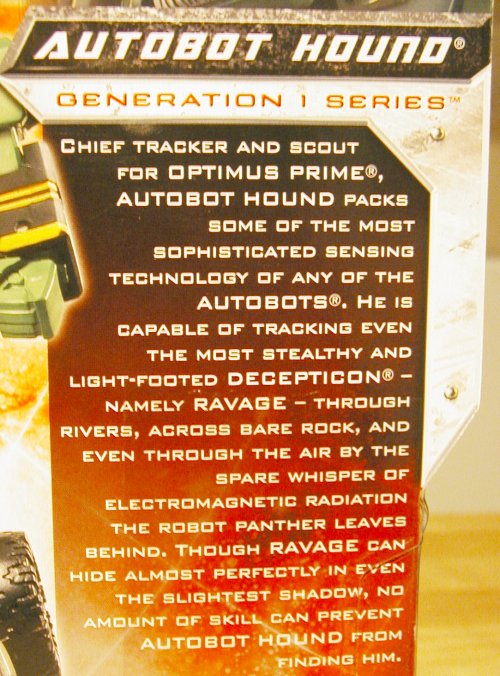 AUTOBOT HOUND®
GENERATION 1 SERIES™
CHIEF TRACKER AND SCOUT
FOR OPTIMUS PRIME®,
AUTOBOT HOUND PACKS
SOME OF THE MOST
SOPHISTICATED SENSING
TECHNOLOGY OF ANY OF THE
AUTOBOTS®. HE IS
CAPABLE OF TRACKING EVEN
THE MOST STEALTHY AND
LIGHT-FOOTED DECEPTICON® –
NAMELY RAVAGE – THROUGH
RIVERS, ACROSS BARE ROCK, AND
EVEN THROUGH THE AIR BY THE
SPARE WHISPER OF
ELECTROMAGNETIC RADIATION
THE ROBOT PANTHER LEAVES
BEHIND. THOUGH RAVAGE CAN
HIDE ALMOST PERFECTLY IN EVEN
THE SLIGHTEST SHADOW, NO
AMOUNT OF SKILL CAN PREVENT
AUTOBOT HOUND FROM
FINDING HIM.